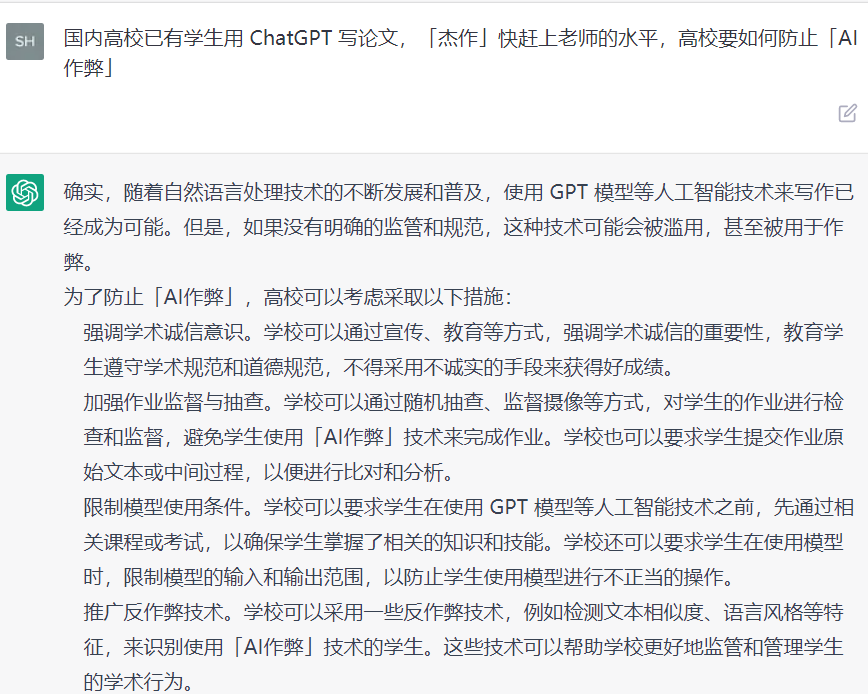 SH
国内高校已有学生用 ChatGPT 写论文，「杰作」快赶上老师的水平，高校要如何防止「AI
作弊」
确实，随着自然语言处理技术的不断发展和普及，使用 GPT 模型等人工智能技术来写作已
经成为可能。但是，如果没有明确的监管和规范，这种技术可能会被滥用，甚至被用于作
弊。
为了防止「AI作弊」，高校可以考虑采取以下措施：
强调学术诚信意识。学校可以通过宣传、教育等方式，强调学术诚信的重要性，教育学
生遵守学术规范和道德规范，不得采用不诚实的手段来获得好成绩。
加强作业监督与抽查。学校可以通过随机抽查、监督摄像等方式，对学生的作业进行检
查和监督，避免学生使用「AI作弊」技术来完成作业。学校也可以要求学生提交作业原
始文本或中间过程，以便进行比对和分析。
限制模型使用条件。学校可以要求学生在使用 GPT 模型等人工智能技术之前，先通过相
关课程或考试，以确保学生掌握了相关的知识和技能。学校还可以要求学生在使用模型
时，限制模型的输入和输出范围，以防止学生使用模型进行不正当的操作。
推广反作弊技术。学校可以采用一些反作弊技术，例如检测文本相似度、语言风格等特
征，来识别使用「AI作弊」技术的学生。这些技术可以帮助学校更好地监管和管理学生
的学术行为。